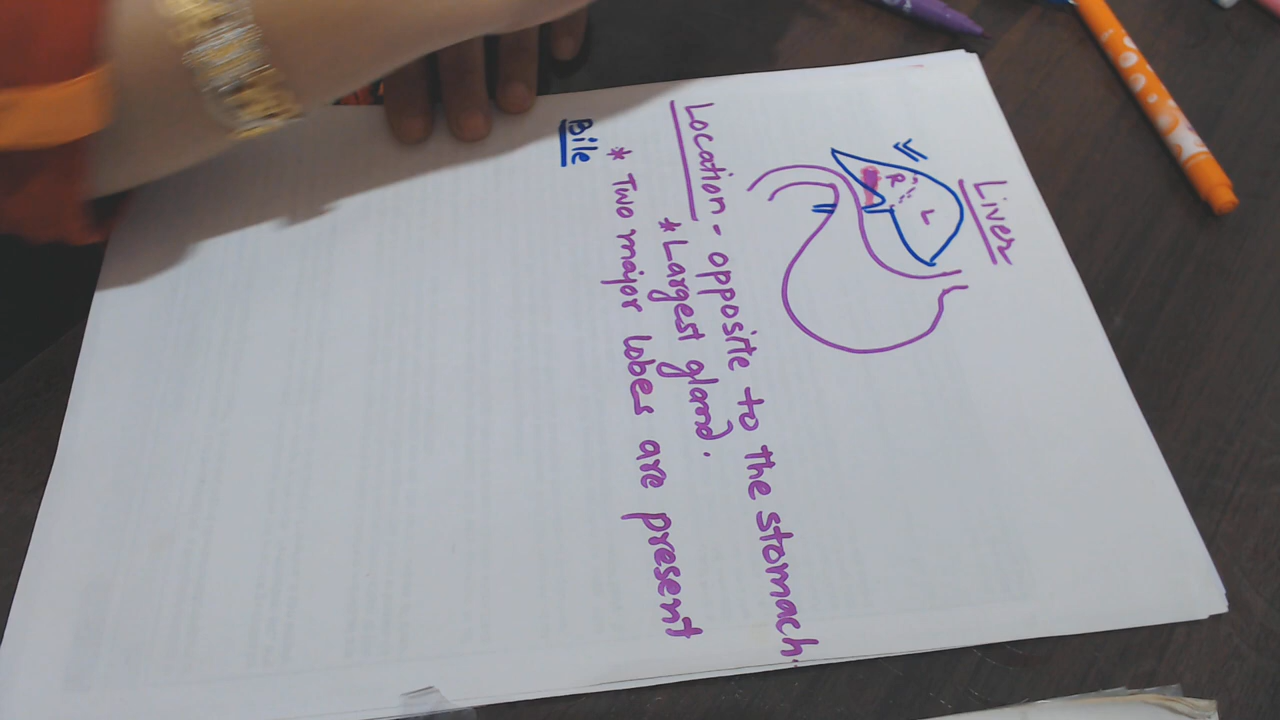 Liver
R L
Location - opposite to the stomach.
* Largest gland.
* Two major lobes are present
Bile